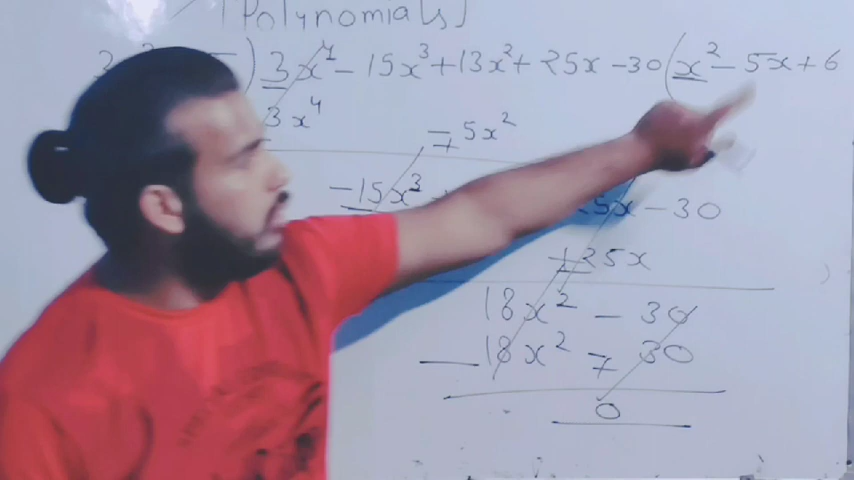 [Polynomials]
) 3x⁴ - 15x³ + 13x² + 25x - 30 ( x² - 5x + 6
3x⁴ - 5x²
-15x³ 25x - 30
+25x
18x² - 30
18x² - 30
0